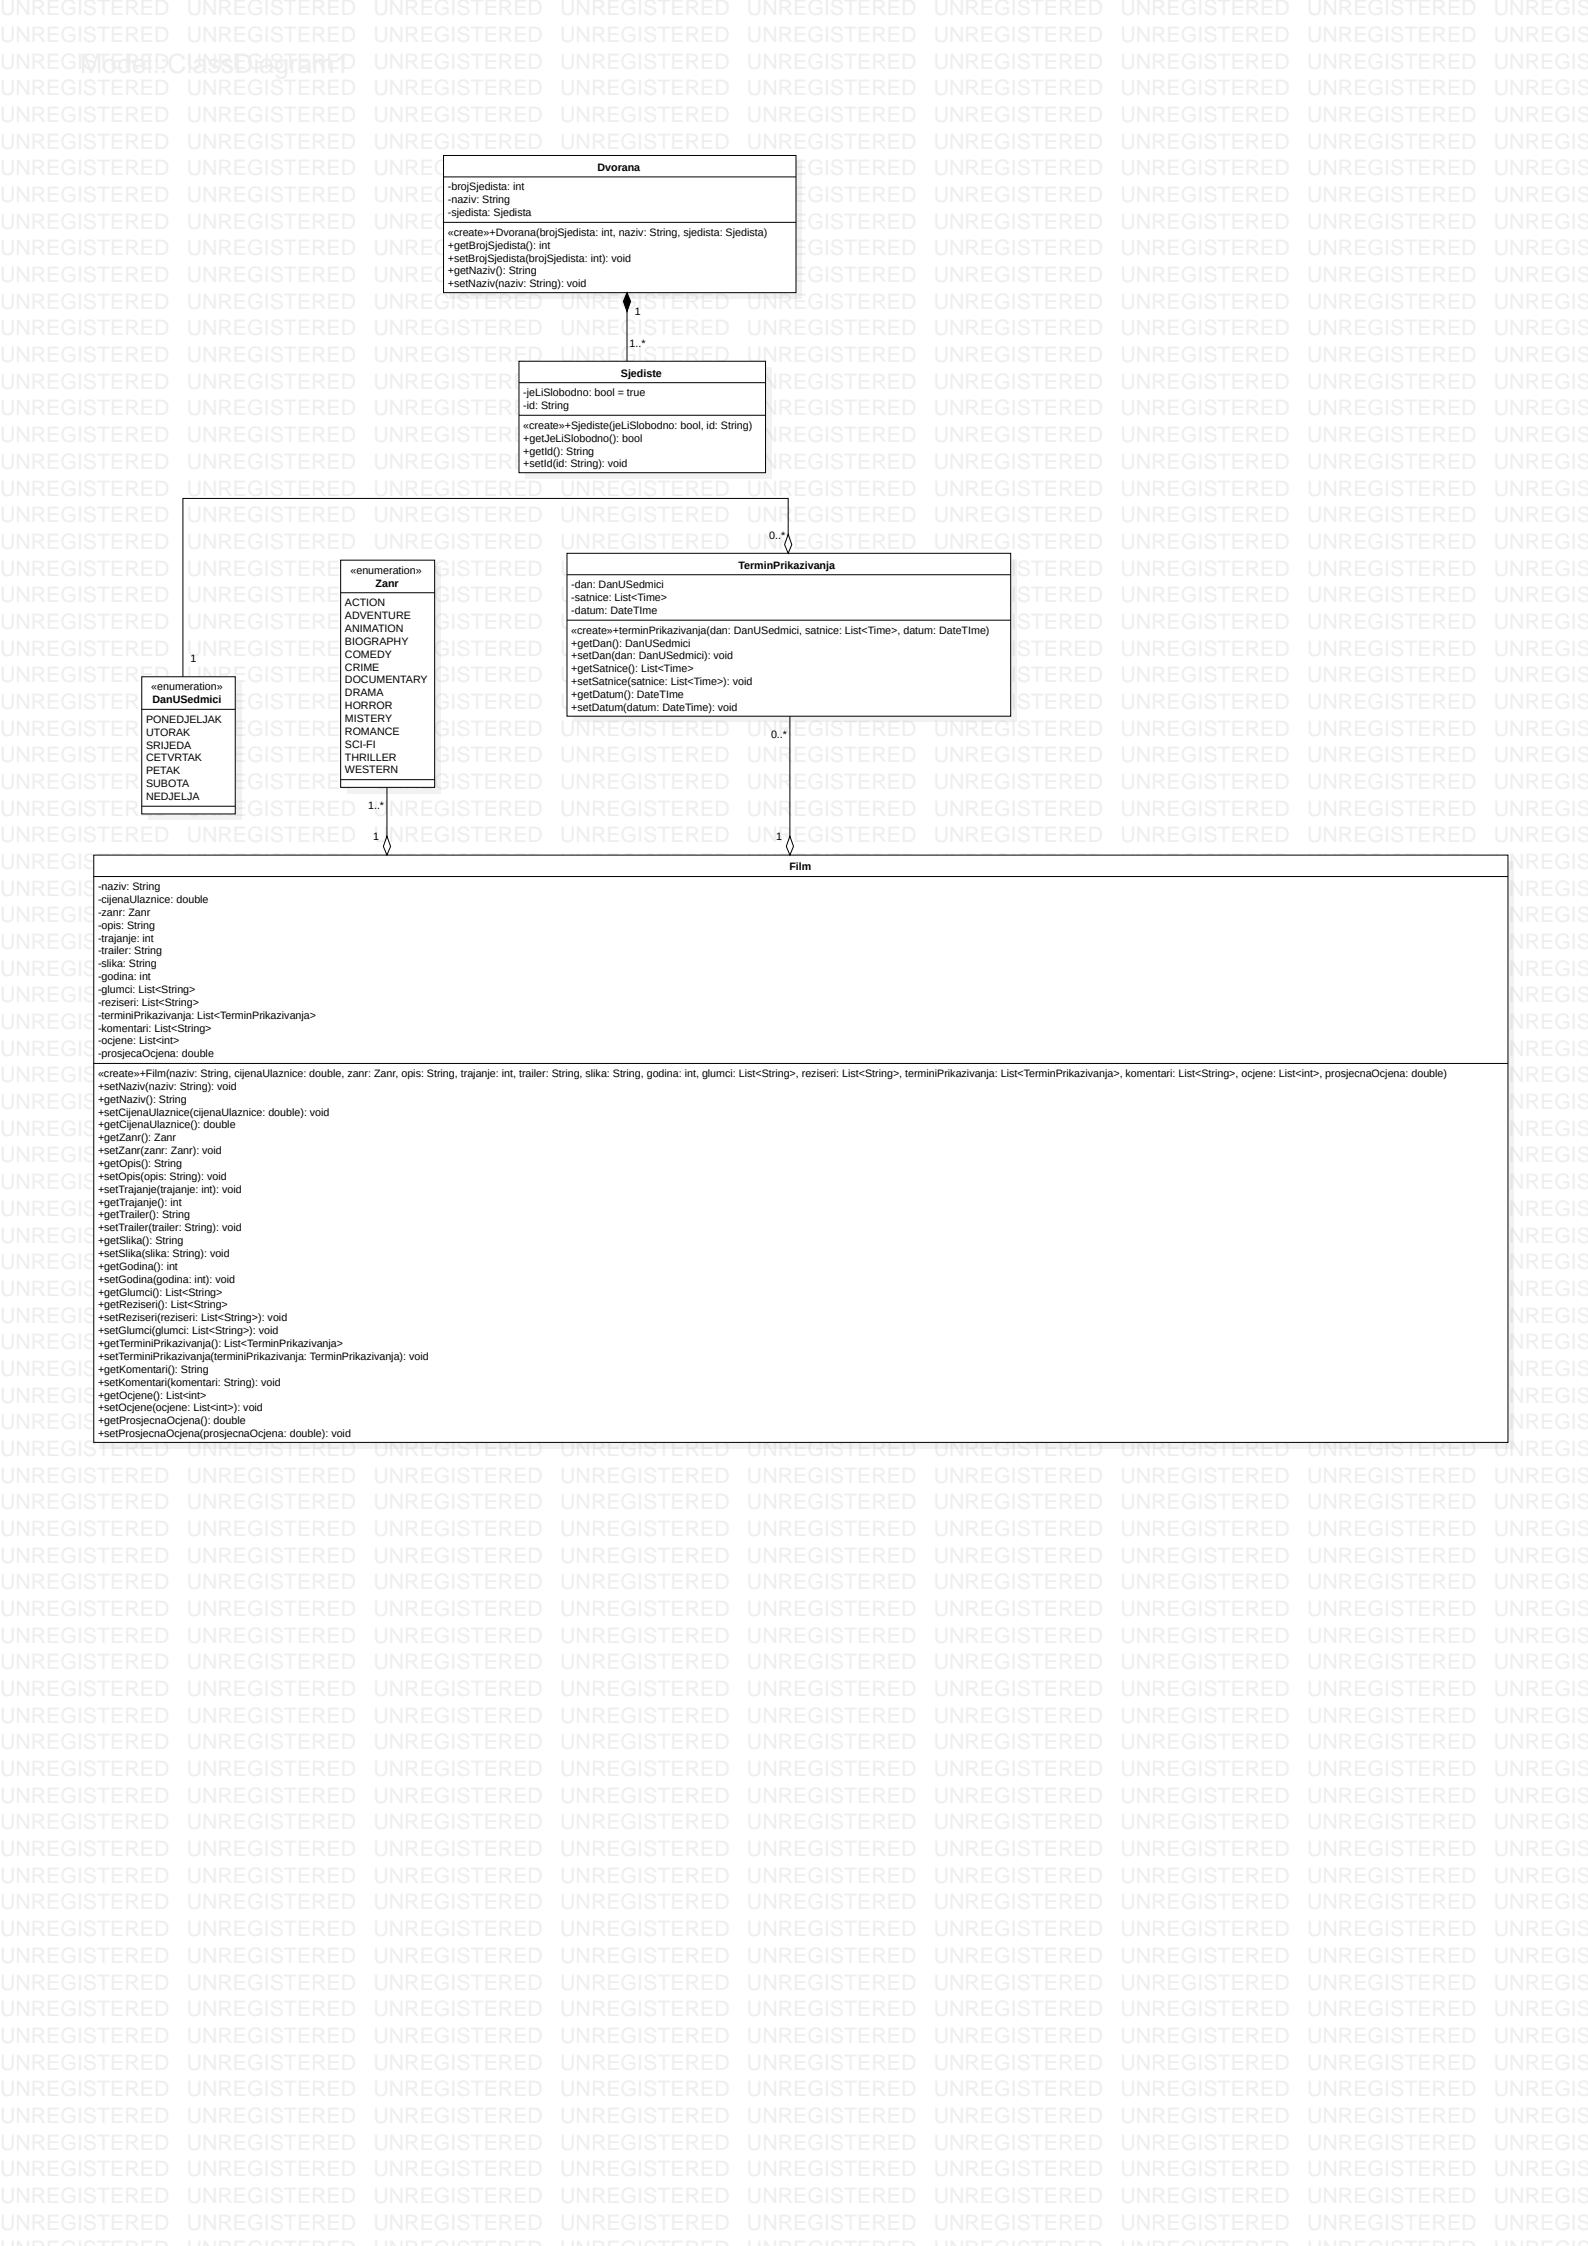 Model::ClassDiagram1
Dvorana
-brojSjedista: int
-naziv: String
-sjedista: Sjedista
«create»+Dvorana(brojSjedista: int, naziv: String, sjedista: Sjedista)
+getBrojSjedista(): int
+setBrojSjedista(brojSjedista: int): void
+getNaziv(): String
+setNaziv(naziv: String): void
1
1..*
Sjediste
-jeLiSlobodno: bool = true
-id: String
«create»+Sjediste(jeLiSlobodno: bool, id: String)
+getJeLiSlobodno(): bool
+getId(): String
+setId(id: String): void
0..*
TerminPrikazivanja
-dan: DanUSedmici
-satnice: List<Time>
-datum: DateTIme
«create»+terminPrikazivanja(dan: DanUSedmici, satnice: List<Time>, datum: DateTIme)
+getDan(): DanUSedmici
+setDan(dan: DanUSedmici): void
+getSatnice(): List<Time>
+setSatnice(satnice: List<Time>): void
+getDatum(): DateTIme
+setDatum(datum: DateTime): void
0..*
1
«enumeration»
Zanr
ACTION
ADVENTURE
ANIMATION
BIOGRAPHY
COMEDY
CRIME
DOCUMENTARY
DRAMA
HORROR
MISTERY
ROMANCE
SCI-FI
THRILLER
WESTERN
1..*
1
1
«enumeration»
DanUSedmici
PONEDJELJAK
UTORAK
SRIJEDA
CETVRTAK
PETAK
SUBOTA
NEDJELJA
Film
-naziv: String
-cijenaUlaznice: double
-zanr: Zanr
-opis: String
-trajanje: int
-trailer: String
-slika: String
-godina: int
-glumci: List<String>
-reziseri: List<String>
-terminiPrikazivanja: List<TerminPrikazivanja>
-komentari: List<String>
-ocjene: List<int>
-prosjecaOcjena: double
«create»+Film(naziv: String, cijenaUlaznice: double, zanr: Zanr, opis: String, trajanje: int, trailer: String, slika: String, godina: int, glumci: List<String>, reziseri: List<String>, terminiPrikazivanja: List<TerminPrikazivanja>, komentari: List<String>, ocjene: List<int>, prosjecnaOcjena: double)
+setNaziv(naziv: String): void
+getNaziv(): String
+setCijenaUlaznice(cijenaUlaznice: double): void
+getCijenaUlaznice(): double
+getZanr(): Zanr
+setZanr(zanr: Zanr): void
+getOpis(): String
+setOpis(opis: String): void
+setTrajanje(trajanje: int): void
+getTrajanje(): int
+getTrailer(): String
+setTrailer(trailer: String): void
+getSlika(): String
+setSlika(slika: String): void
+getGodina(): int
+setGodina(godina: int): void
+getGlumci(): List<String>
+getReziseri(): List<String>
+setReziseri(reziseri: List<String>): void
+setGlumci(glumci: List<String>): void
+getTerminiPrikazivanja(): List<TerminPrikazivanja>
+setTerminiPrikazivanja(terminiPrikazivanja: TerminPrikazivanja): void
+getKomentari(): String
+setKomentari(komentari: String): void
+getOcjene(): List<int>
+setOcjene(ocjene: List<int>): void
+getProsjecnaOcjena(): double
+setProsjecnaOcjena(prosjecnaOcjena: double): void